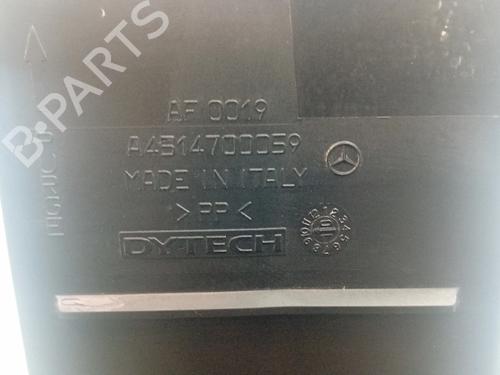 B-PARTS
AF 0019
A4514700059
MADE IN ITALY
>PP<
DYTECH